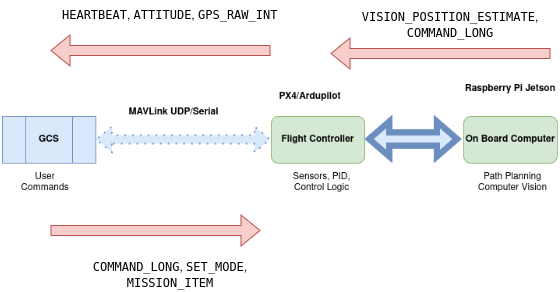 HEARTBEAT, ATTITUDE, GPS_RAW_INT
VISION_POSITION_ESTIMATE,
COMMAND_LONG
Raspberry Pi Jetson
PX4/Ardupilot
MAVLink UDP/Serial
GCS
Flight Controller
On Board Computer
User
Commands
Sensors, PID,
Control Logic
Path Planning
Computer Vision
COMMAND_LONG, SET_MODE,
MISSION_ITEM